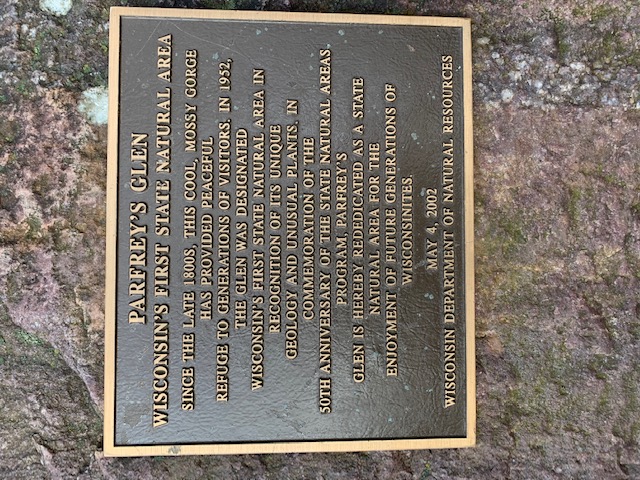 PARFREY'S GLEN
WISCONSIN'S FIRST STATE NATURAL AREA
SINCE THE LATE 1800S, THIS COOL, MOSSY GORGE
HAS PROVIDED PEACEFUL
REFUGE TO GENERATIONS OF VISITORS. IN 1952,
THE GLEN WAS DESIGNATED
WISCONSIN'S FIRST STATE NATURAL AREA IN
RECOGNITION OF ITS UNIQUE
GEOLOGY AND UNUSUAL PLANTS. IN
COMMEMORATION OF THE
50TH ANNIVERSARY OF THE STATE NATURAL AREAS
PROGRAM, PARFREY'S
GLEN IS HEREBY REDEDICATED AS A STATE
NATURAL AREA FOR THE
ENJOYMENT OF FUTURE GENERATIONS OF
WISCONSINITES.
MAY 4, 2002
WISCONSIN DEPARTMENT OF NATURAL RESOURCES